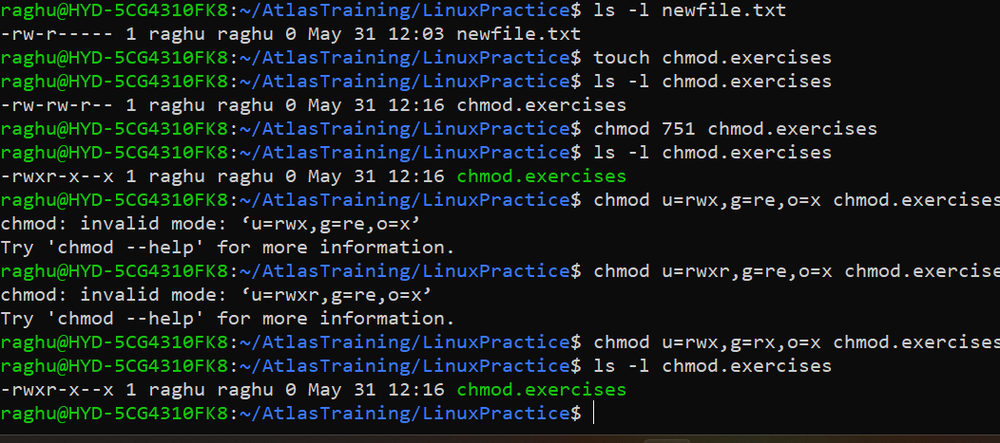 raghu@HYD-5CG4310FK8:~/AtlasTraining/LinuxPractice$ ls -l newfile.txt
-rw-r----- 1 raghu raghu 0 May 31 12:03 newfile.txt
raghu@HYD-5CG4310FK8:~/AtlasTraining/LinuxPractice$ touch chmod.exercises
raghu@HYD-5CG4310FK8:~/AtlasTraining/LinuxPractice$ ls -l chmod.exercises
-rw-rw-r-- 1 raghu raghu 0 May 31 12:16 chmod.exercises
raghu@HYD-5CG4310FK8:~/AtlasTraining/LinuxPractice$ chmod 751 chmod.exercises
raghu@HYD-5CG4310FK8:~/AtlasTraining/LinuxPractice$ ls -l chmod.exercises
-rwxr-x--x 1 raghu raghu 0 May 31 12:16 chmod.exercises
raghu@HYD-5CG4310FK8:~/AtlasTraining/LinuxPractice$ chmod u=rwx,g=re,o=x chmod.exercises
chmod: invalid mode: ‘u=rwx,g=re,o=x’
Try 'chmod --help' for more information.
raghu@HYD-5CG4310FK8:~/AtlasTraining/LinuxPractice$ chmod u=rwxr,g=re,o=x chmod.exercise
chmod: invalid mode: ‘u=rwxr,g=re,o=x’
Try 'chmod --help' for more information.
raghu@HYD-5CG4310FK8:~/AtlasTraining/LinuxPractice$ chmod u=rwx,g=rx,o=x chmod.exercises
raghu@HYD-5CG4310FK8:~/AtlasTraining/LinuxPractice$ ls -l chmod.exercises
-rwxr-x--x 1 raghu raghu 0 May 31 12:16 chmod.exercises
raghu@HYD-5CG4310FK8:~/AtlasTraining/LinuxPractice$